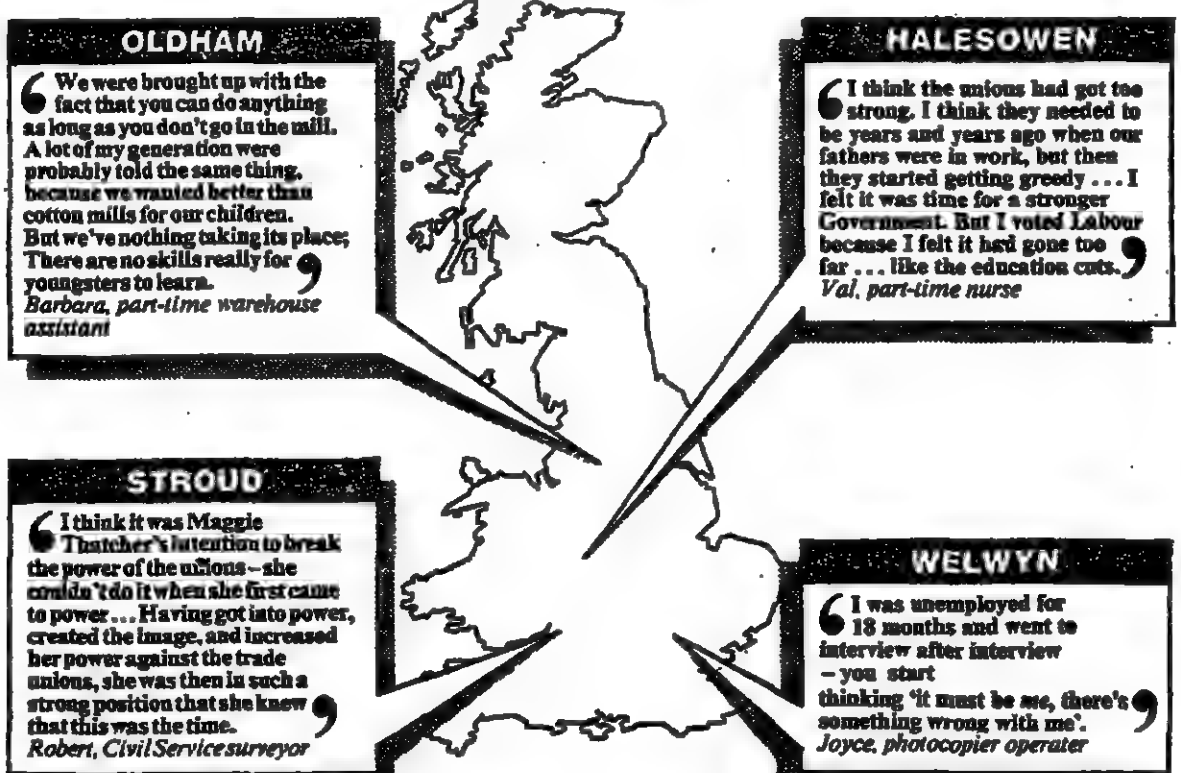 OLDHAM
‘ We were brought up with the
fact that you can do anything
as long as you don't go in the mill.
A lot of my generation were
probably told the same thing,
because we wanted better than
cotton mills for our children.
But we've nothing taking its place;
There are no skills really for
youngsters to learn. ’
Barbara, part-time warehouse
assistant
HALESOWEN
‘ I think the unions had got too
strong. I think they needed to
be years and years ago when our
fathers were in work, but then
they started getting greedy ... I
felt it was time for a stronger
Government. But I voted Labour
because I felt it had gone too
far ... like the education cuts. ’
Val, part-time nurse
STROUD
‘ I think it was Maggie
Thatcher's intention to break
the power of the unions – she
couldn't do it when she first came
to power ... Having got into power,
created the image, and increased
her power against the trade
unions, she was then in such a
strong position that she knew
that this was the time. ’
Robert, Civil Service surveyor
WELWYN
‘ I was unemployed for
18 months and went to
interview after interview
– you start
thinking ‘it must be me, there's
something wrong with me’. ’
Joyce, photocopier operater